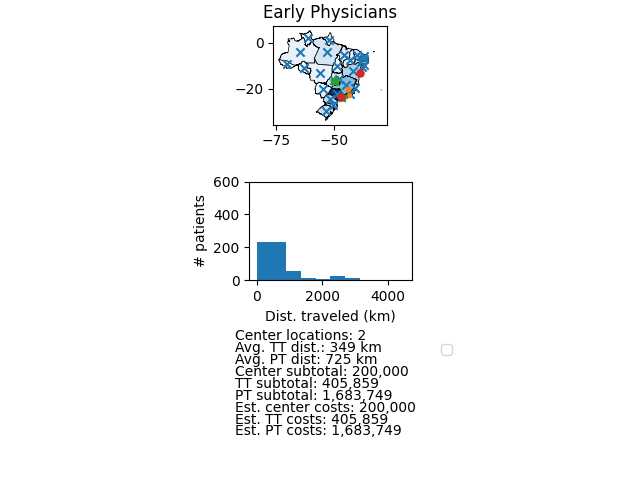 Early Physicians
0
−20
−75
−50
600
400
200
0
# patients
0
2000
4000
Dist. traveled (km)
Center locations: 2
Avg. TT dist.: 349 km
Avg. PT dist: 725 km
Center subtotal: 200,000
TT subtotal: 405,859
PT subtotal: 1,683,749
Est. center costs: 200,000
Est. TT costs: 405,859
Est. PT costs: 1,683,749